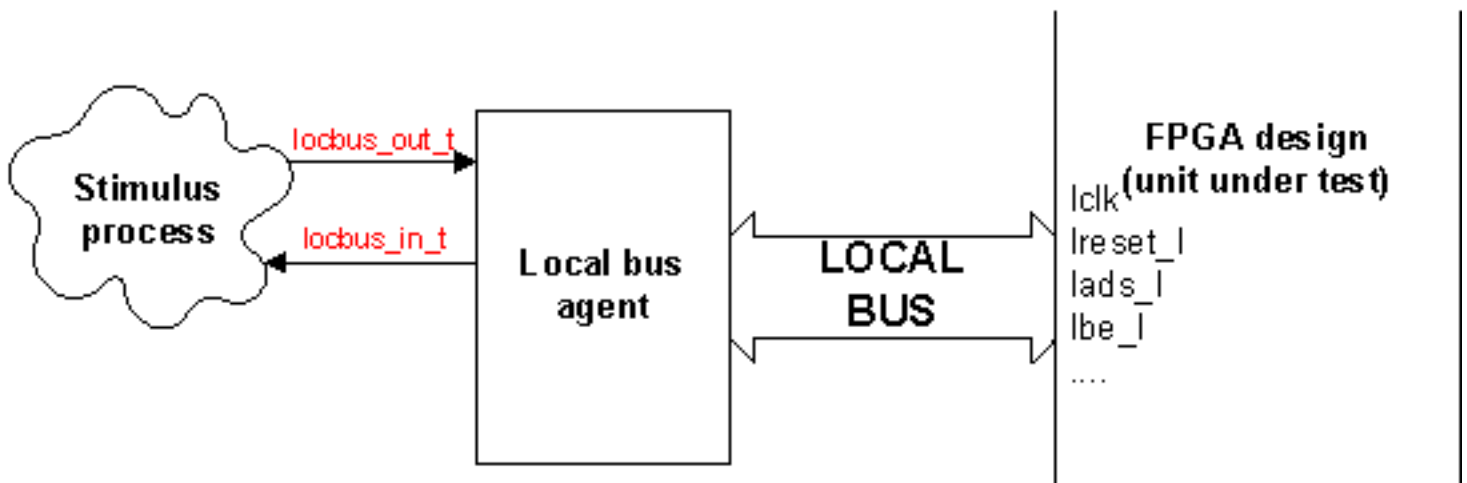 Stimulus
process
locbus_out_t
locbus_in_t
Local bus
agent
LOCAL
BUS
FPGA design
(unit under test)
lclk
lreset_l
lads_l
lbe_l
....